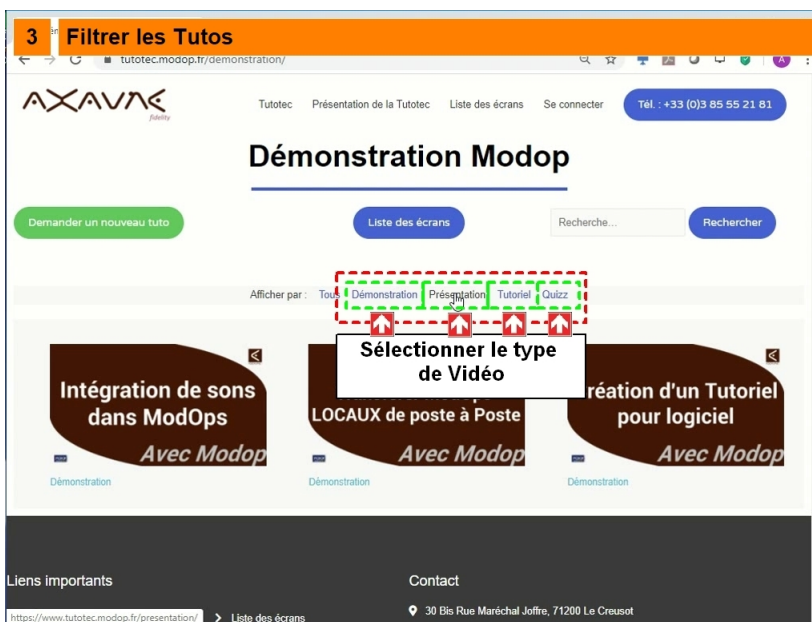 3 Filtrer les Tutos
tutotec.modop.fr/demonstration/
A
AXAVNE
fidelity
Tutotec Présentation de la Tutotec Liste des écrans Se connecter Tél. : +33 (0)3 85 55 21 81
Démonstration Modop
Demander un nouveau tuto Liste des écrans Recherche... Rechercher
Afficher par : Tous Démonstration Présentation Tutoriel Quizz
Sélectionner le type
de Vidéo
Intégration de sons
dans ModOps
Avec Modop
Démonstration
LOCAUX de poste à Poste
Avec Modop
Démonstration
réation d'un Tutoriel
pour logiciel
Avec Modop
Démonstration
Liens importants
Liste des écrans
Contact
30 Bis Rue Maréchal Joffre, 71200 Le Creusot
https://www.tutotec.modop.fr/presentation/